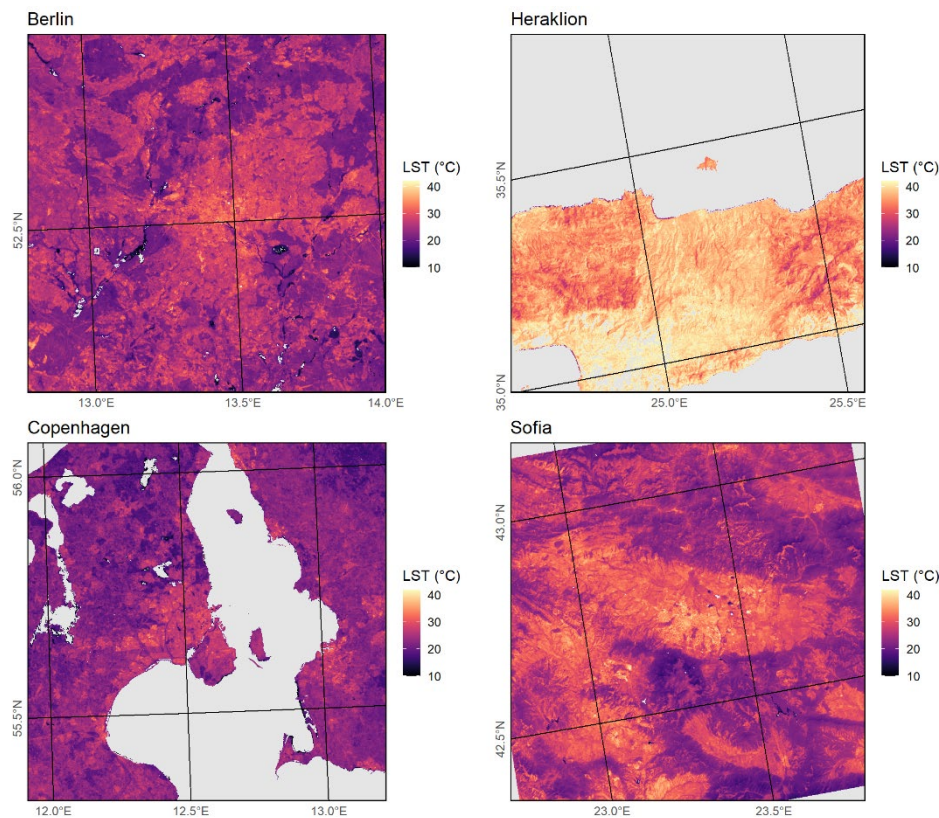 Berlin
LST (°C)
40
30
20
10
52.5°N
13.0°E
13.5°E
14.0°E
Heraklion
LST (°C)
40
30
20
10
35.5°N
35.0°N
25.0°E
25.5°E
Copenhagen
LST (°C)
40
30
20
10
56.0°N
55.5°N
12.0°E
12.5°E
13.0°E
Sofia
LST (°C)
40
30
20
10
43.0°N
42.5°N
23.0°E
23.5°E